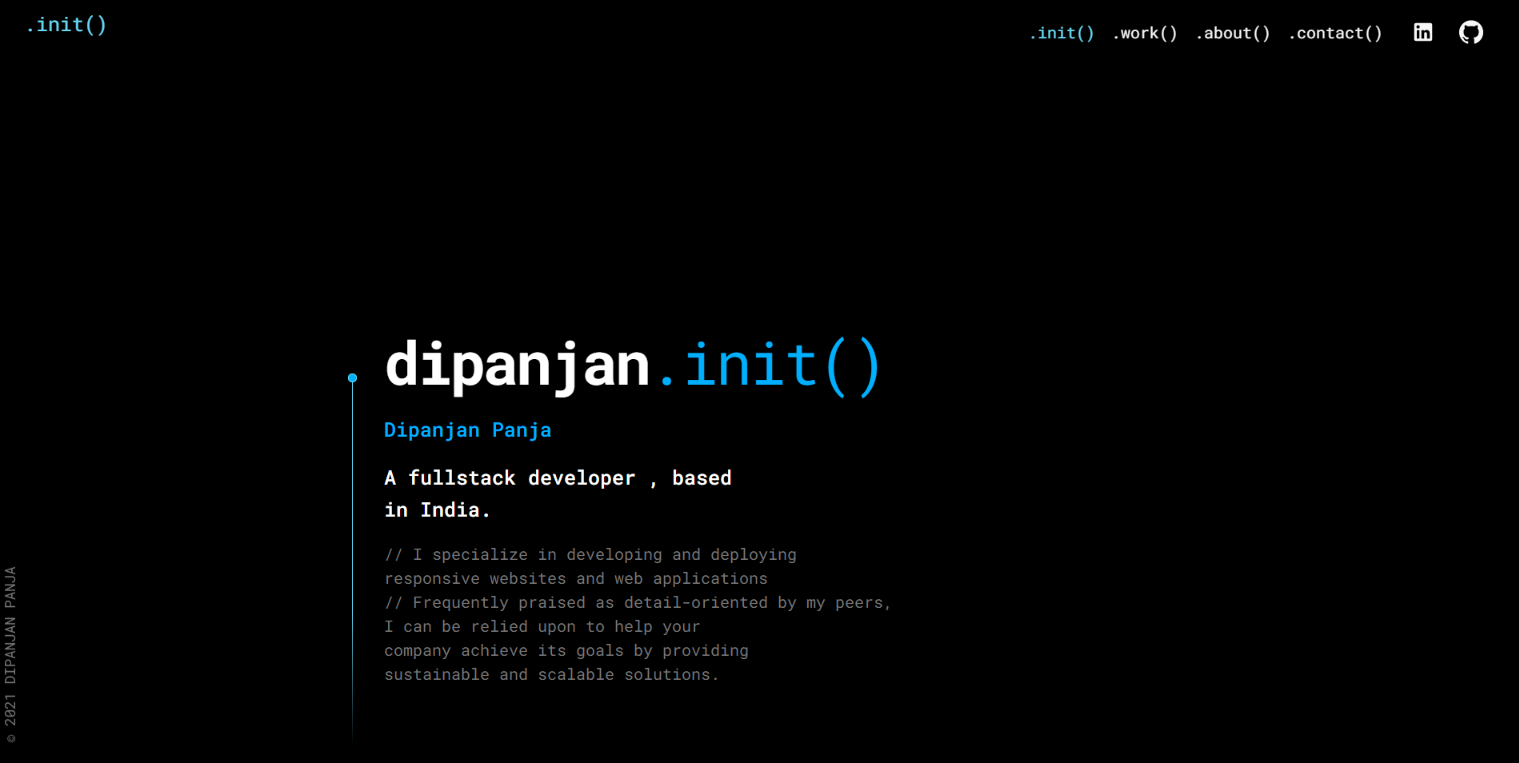 .init()
.init() .work() .about() .contact()
in
dipanjan.init()
Dipanjan Panja
A fullstack developer , based
in India.
// I specialize in developing and deploying
responsive websites and web applications
// Frequently praised as detail-oriented by my peers,
I can be relied upon to help your
company achieve its goals by providing
sustainable and scalable solutions.
© 2021 DIPANJAN PANJA